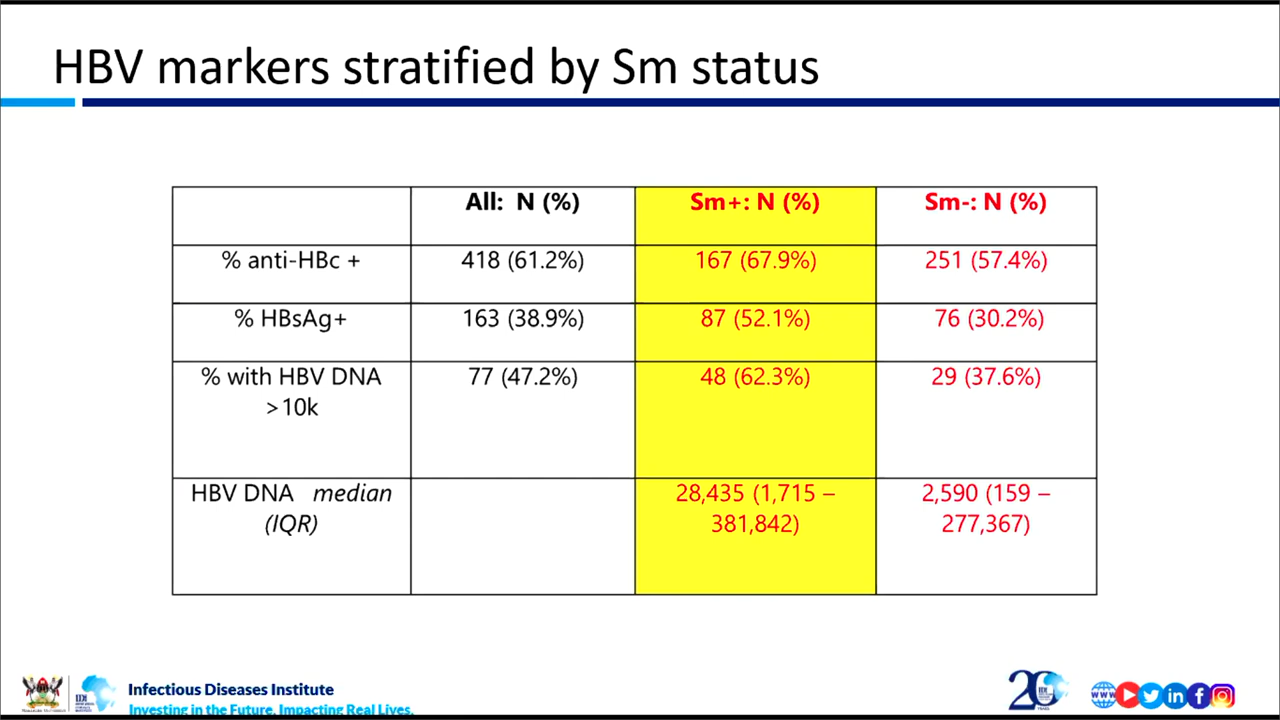 HBV markers stratified by Sm status
All: N (%) Sm+: N (%) Sm-: N (%)
% anti-HBc + 418 (61.2%) 167 (67.9%) 251 (57.4%)
% HBsAg+ 163 (38.9%) 87 (52.1%) 76 (30.2%)
% with HBV DNA 77 (47.2%) 48 (62.3%) 29 (37.6%)
>10k
HBV DNA median 28,435 (1,715 – 2,590 (159 –
(IQR) 381,842) 277,367)
Infectious Diseases Institute
Investing in the Future. Impacting Real Lives.
20